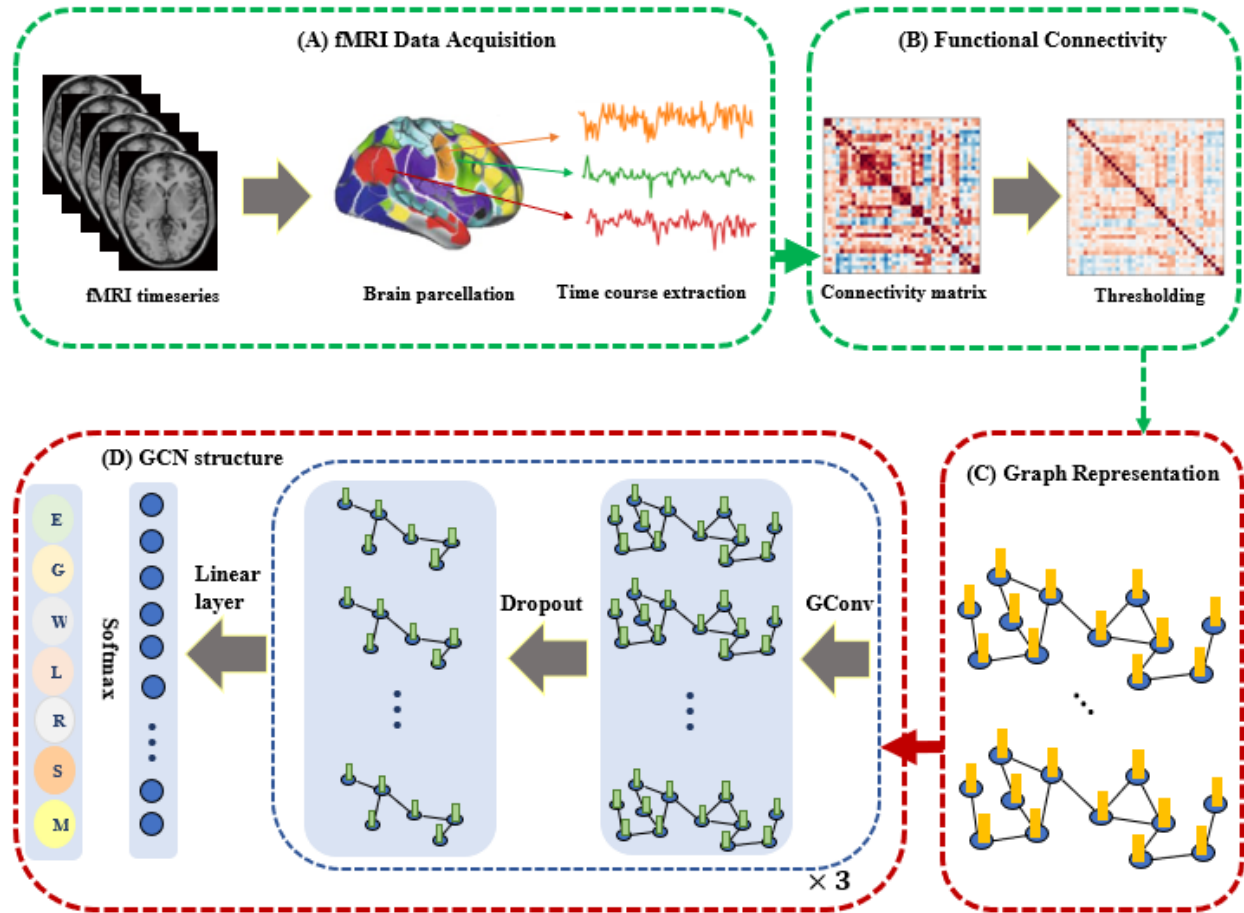 (A) fMRI Data Acquisition
fMRI timeseries
Brain parcellation
Time course extraction
(B) Functional Connectivity
Connectivity matrix
Thresholding
(C) Graph Representation
(D) GCN structure
GConv
Dropout
Linear
layer
× 3
Softmax
E
G
W
L
R
S
M